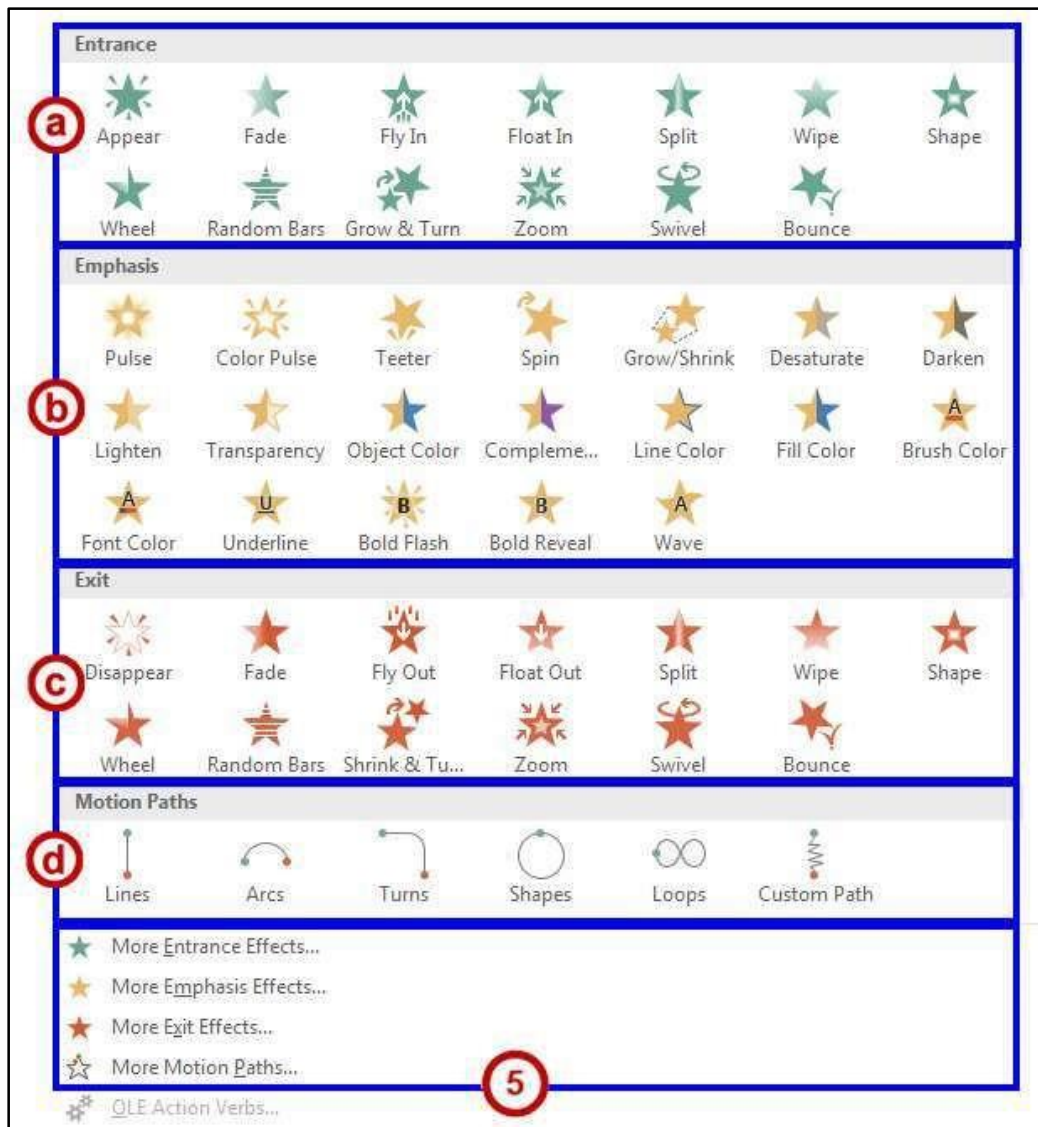 Entrance
a
Appear Fade Fly In Float In Split Wipe Shape
Wheel Random Bars Grow & Turn Zoom Swivel Bounce
Emphasis
Pulse Color Pulse Teeter Spin Grow/Shrink Desaturate Darken
b
Lighten Transparency Object Color Compleme... Line Color Fill Color Brush Color
A U B B A
Font Color Underline Bold Flash Bold Reveal Wave
Exit
Disappear Fade Fly Out Float Out Split Wipe Shape
c
Wheel Random Bars Shrink & Tu... Zoom Swivel Bounce
Motion Paths
d
Lines Arcs Turns Shapes Loops Custom Path
More Entrance Effects...
More Emphasis Effects...
More Exit Effects...
More Motion Paths...
5
OLE Action Verbs...